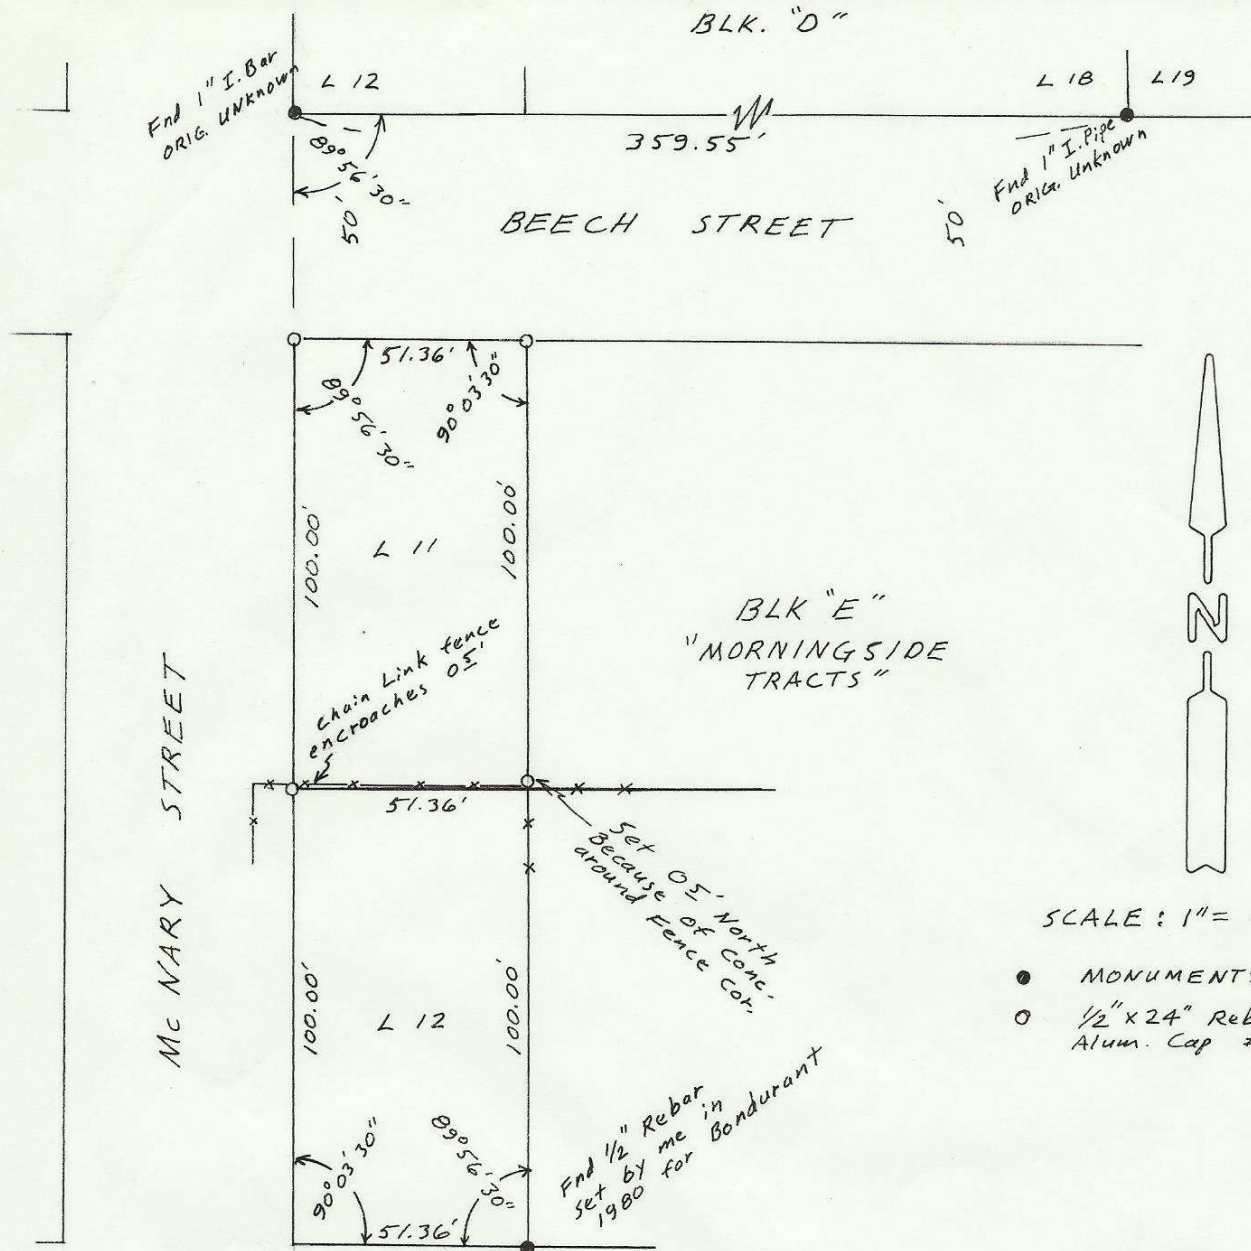 BLK. "D"
Fnd 1" I. Bar
ORIG. UNKNOWN
L 12
L 18
L 19
359.55'
89°56'30"
50'
Fnd 1" I. Pipe
ORIG. Unknown
BEECH STREET
50'
51.36'
89°56'30"
90°03'30"
100.00'
100.00'
L 11
BLK "E"
"MORNINGSIDE
TRACTS"
N
chain Link fence
encroaches 05'
51.36'
Set 05' North
Because of conc.
around Fence Cor.
Mc NARY STREET
SCALE : 1" =
MONUMENTS
1/2" x 24" Reb
Alum. Cap
100.00'
100.00'
L 12
Fnd 1/2" Rebar
set by me in
1980 for Bondurant
90°03'30"
89°56'30"
51.36'